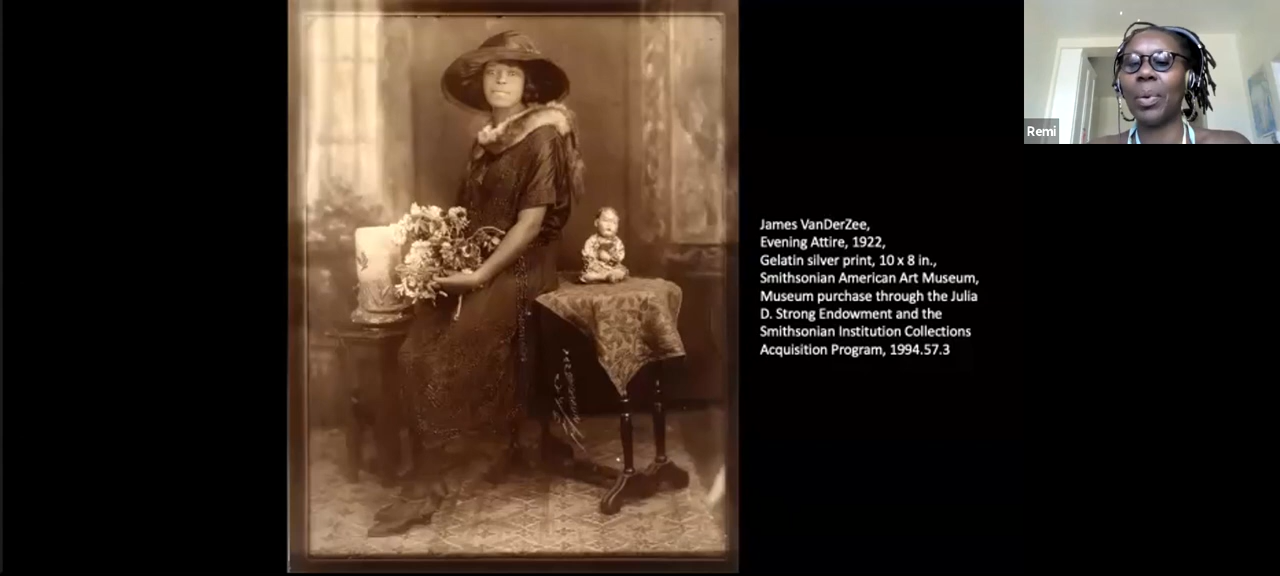 James VanDerZee,
Evening Attire, 1922,
Gelatin silver print, 10 x 8 in.,
Smithsonian American Art Museum,
Museum purchase through the Julia
D. Strong Endowment and the
Smithsonian Institution Collections
Acquisition Program, 1994.57.3
Remi